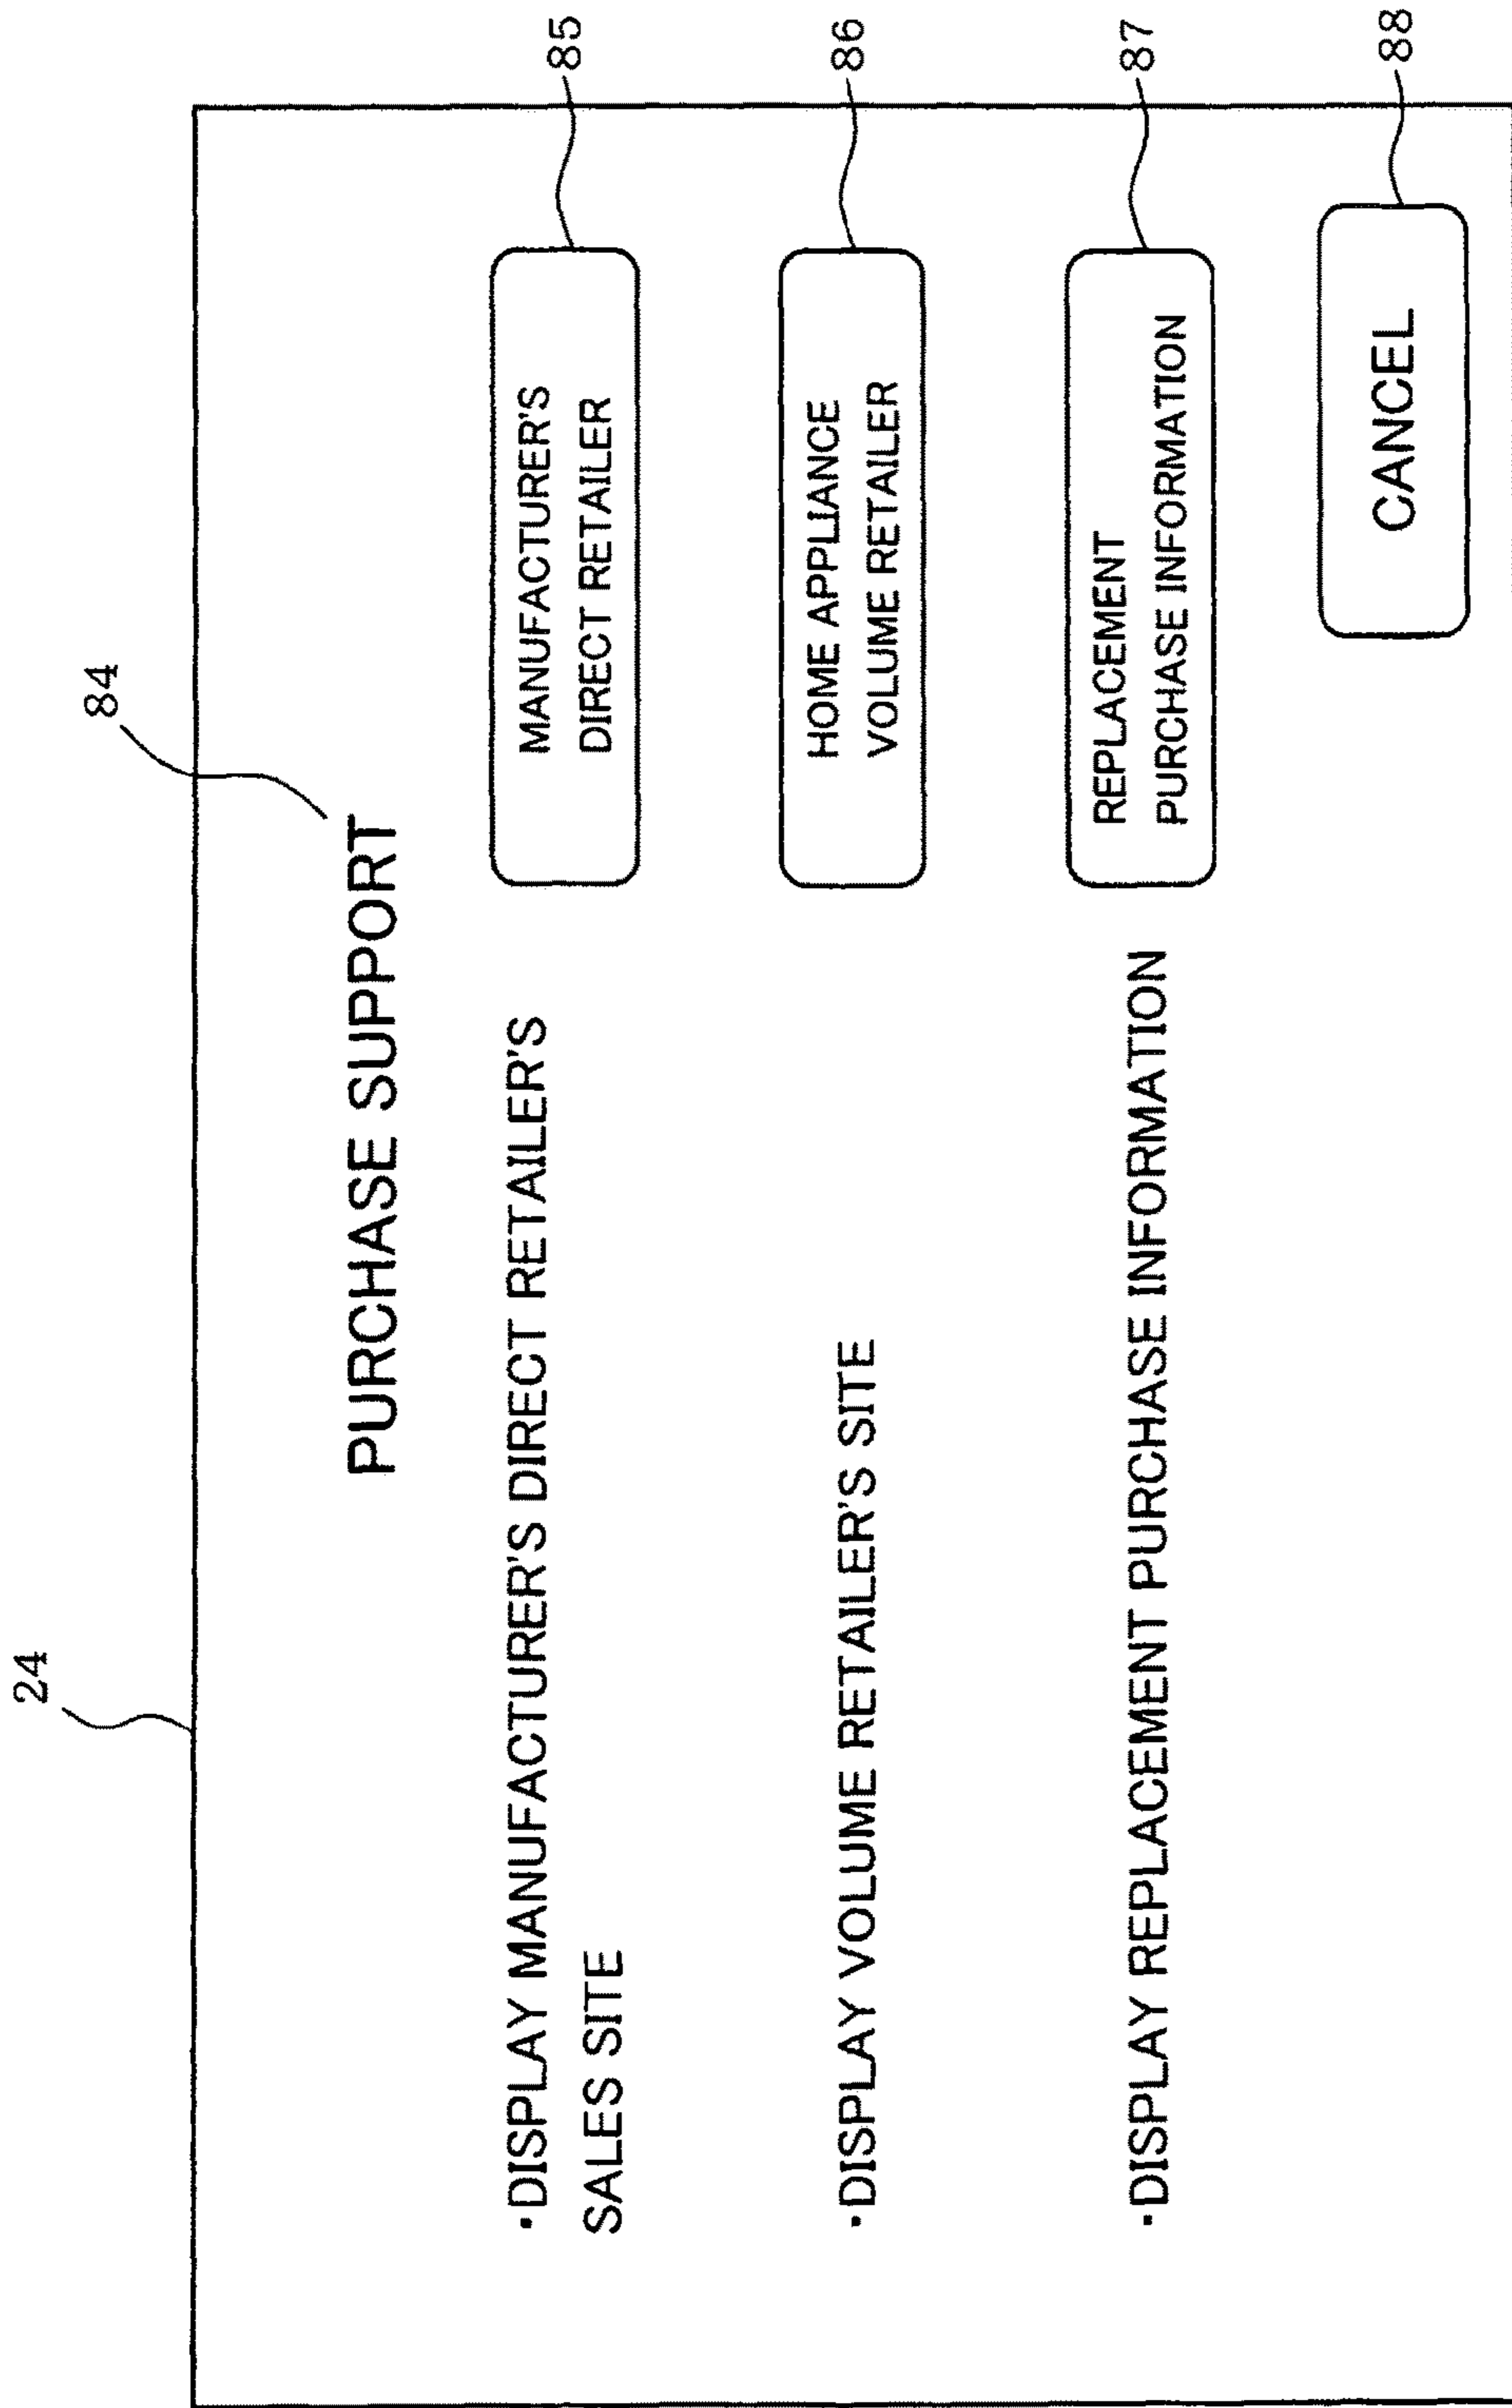 24
84
PURCHASE SUPPORT
·DISPLAY MANUFACTURER'S DIRECT RETAILER'S
SALES SITE
MANUFACTURER'S
DIRECT RETAILER
85
·DISPLAY VOLUME RETAILER'S SITE
HOME APPLIANCE
VOLUME RETAILER
86
·DISPLAY REPLACEMENT PURCHASE INFORMATION
REPLACEMENT
PURCHASE INFORMATION
87
CANCEL
88